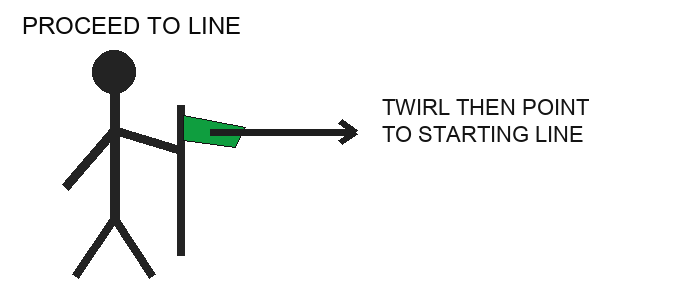 PROCEED TO LINE
TWIRL THEN POINT
TO STARTING LINE